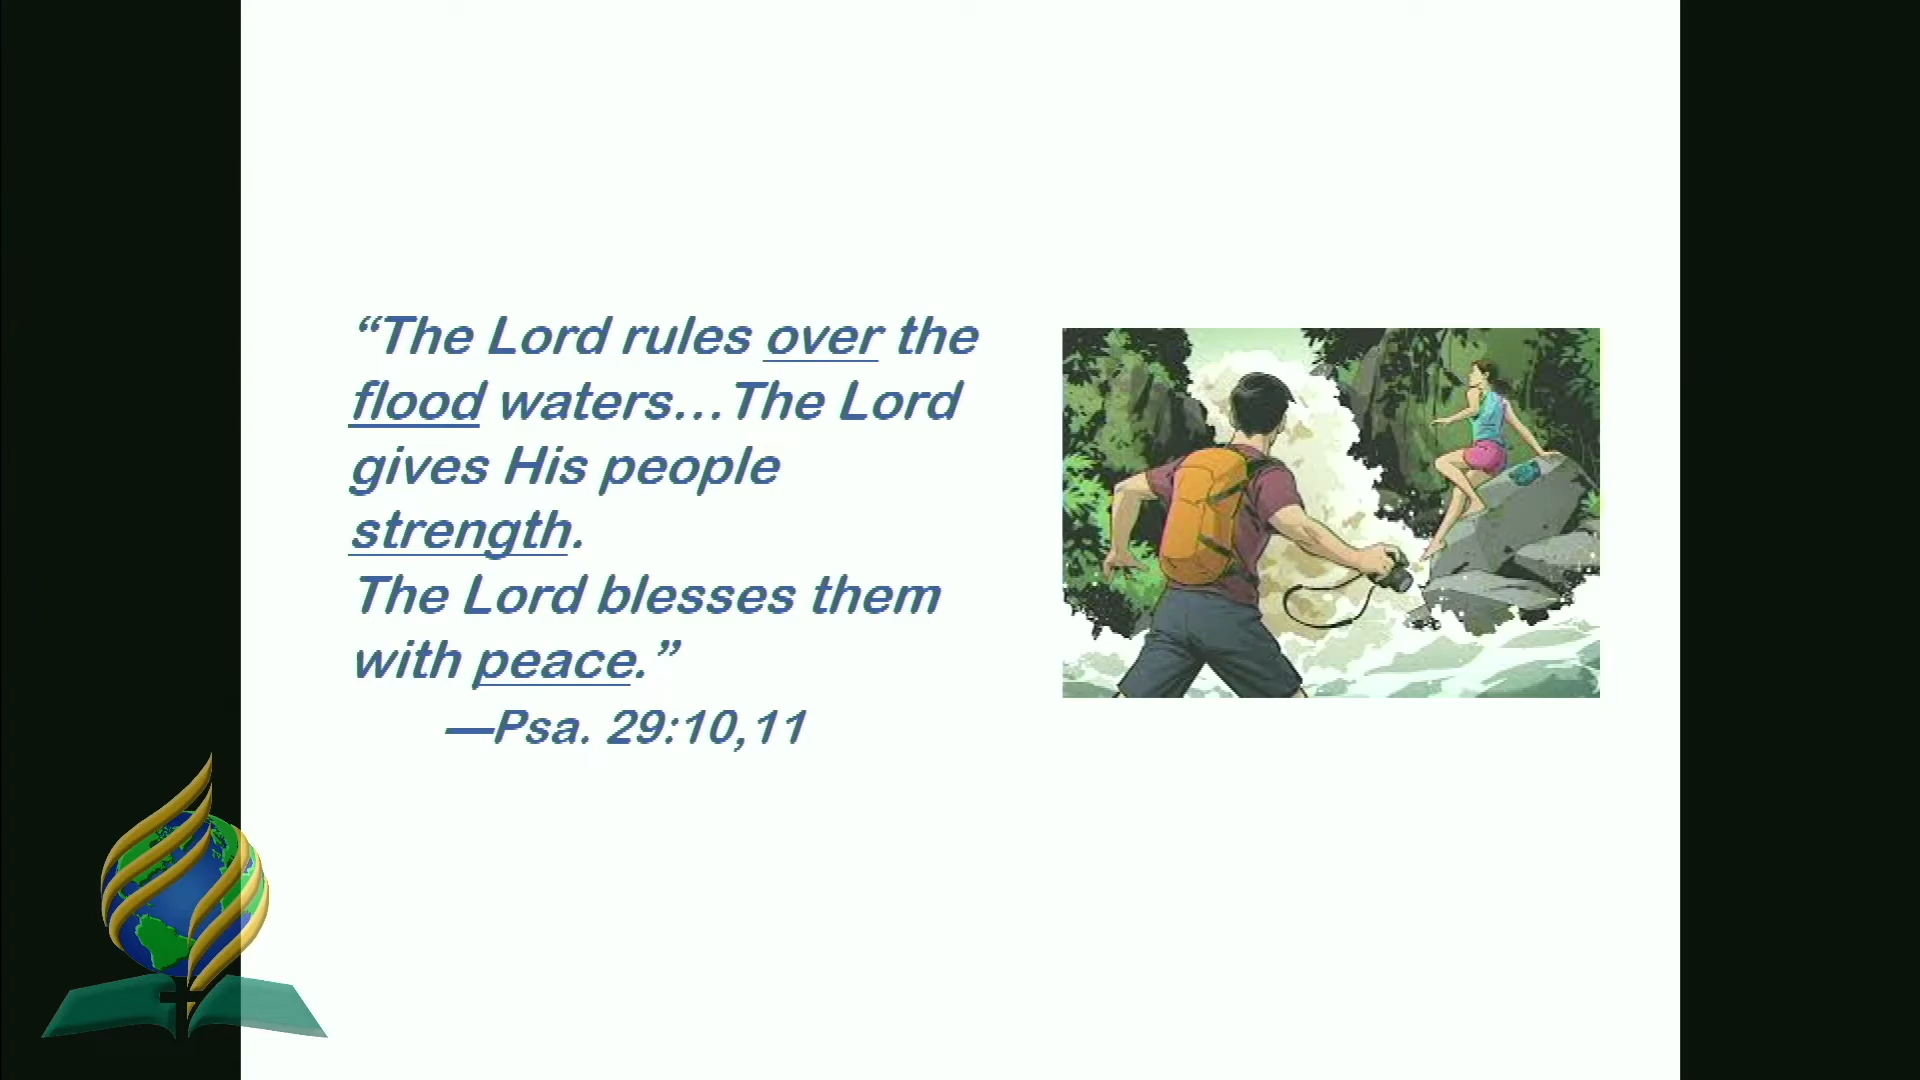 “The Lord rules over the
flood waters...The Lord
gives His people
strength.
The Lord blesses them
with peace.”
—Psa. 29:10,11